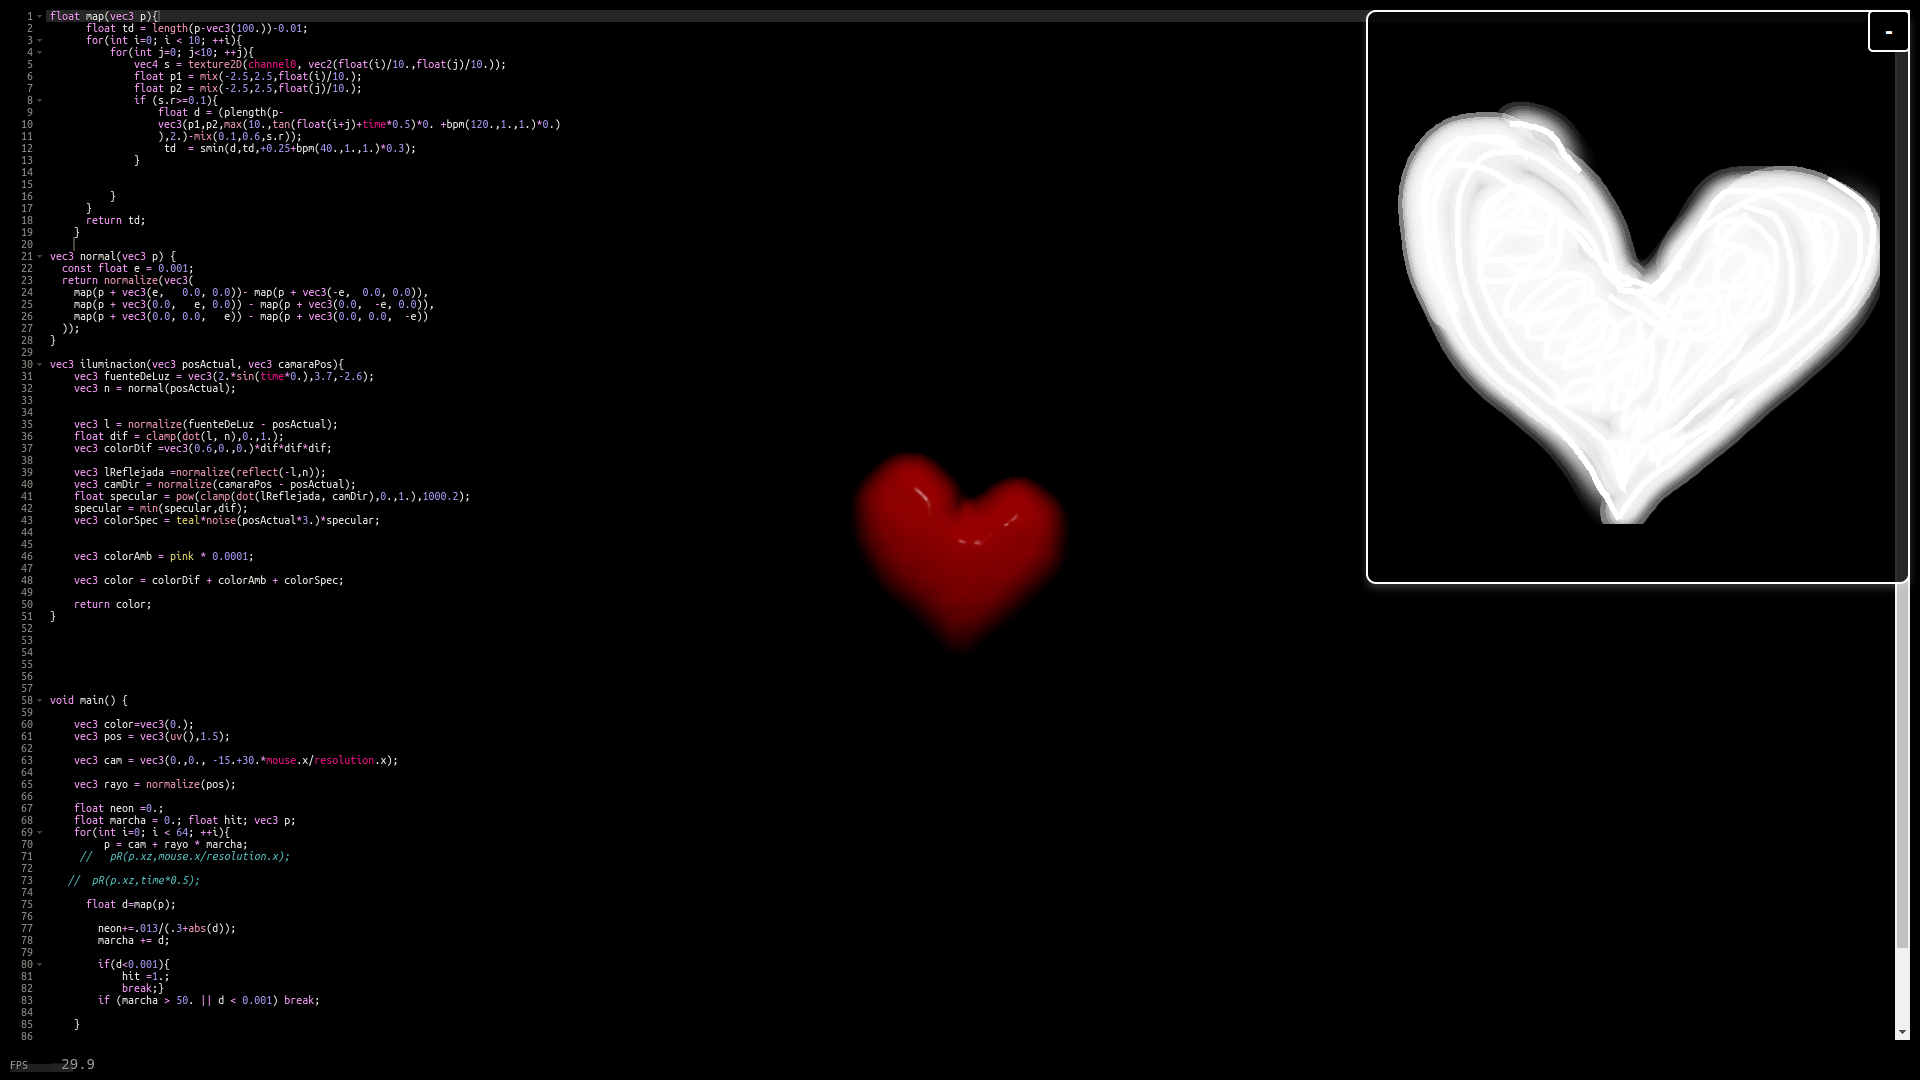 1 float map(vec3 p){
2 float td = length(p-vec3(100.))-0.01;
3 for(int i=0; i < 10; ++i){
4 for(int j=0; j<10; ++j){
5 vec4 s = texture2D(channel0, vec2(float(i)/10.,float(j)/10.));
6 float p1 = mix(-2.5,2.5,float(i)/10.);
7 float p2 = mix(-2.5,2.5,float(j)/10.);
8 if (s.r>=0.1){
9 float d = (plength(p-
10 vec3(p1,p2,max(10.,tan(float(i+j)+time*0.5)*0. +bpm(120.,1.,1.)*0.)
11 ),2.)-mix(0.1,0.6,s.r));
12 td  = smin(d,td,+0.25+bpm(40.,1.,1.)*0.3);
13 }
14
15
16 }
17 }
18 return td;
19 }
20
21 vec3 normal(vec3 p) {
22 const float e = 0.001;
23 return normalize(vec3(
24 map(p + vec3(e,   0.0, 0.0))- map(p + vec3(-e,  0.0, 0.0)),
25 map(p + vec3(0.0,   e, 0.0)) - map(p + vec3(0.0,  -e, 0.0)),
26 map(p + vec3(0.0, 0.0,   e)) - map(p + vec3(0.0, 0.0,  -e))
27 ));
28 }
29
30 vec3 iluminacion(vec3 posActual, vec3 camaraPos){
31 vec3 fuenteDeLuz = vec3(2.*sin(time*0.),3.7,-2.6);
32 vec3 n = normal(posActual);
33
34
35 vec3 l = normalize(fuenteDeLuz - posActual);
36 float dif = clamp(dot(l, n),0.,1.);
37 vec3 colorDif =vec3(0.6,0.,0.)*dif*dif*dif;
38
39 vec3 lReflejada =normalize(reflect(-l,n));
40 vec3 camDir = normalize(camaraPos - posActual);
41 float specular = pow(clamp(dot(lReflejada, camDir),0.,1.),1000.2);
42 specular = min(specular,dif);
43 vec3 colorSpec = teal*noise(posActual*3.)*specular;
44
45
46 vec3 colorAmb = pink * 0.0001;
47
48 vec3 color = colorDif + colorAmb + colorSpec;
49
50 return color;
51 }
52
53
54
55
56
57
58 void main() {
59
60 vec3 color=vec3(0.);
61 vec3 pos = vec3(uv(),1.5);
62
63 vec3 cam = vec3(0.,0., -15.+30.*mouse.x/resolution.x);
64
65 vec3 rayo = normalize(pos);
66
67 float neon =0.;
68 float marcha = 0.; float hit; vec3 p;
69 for(int i=0; i < 64; ++i){
70 p = cam + rayo * marcha;
71 //   pR(p.xz,mouse.x/resolution.x);
72
73 //  pR(p.xz,time*0.5);
74
75 float d=map(p);
76
77 neon+=.013/(.3+abs(d));
78 marcha += d;
79
80 if(d<0.001){
81 hit =1.;
82 break;}
83 if (marcha > 50. || d < 0.001) break;
84
85 }
86
FPS 29.9
-